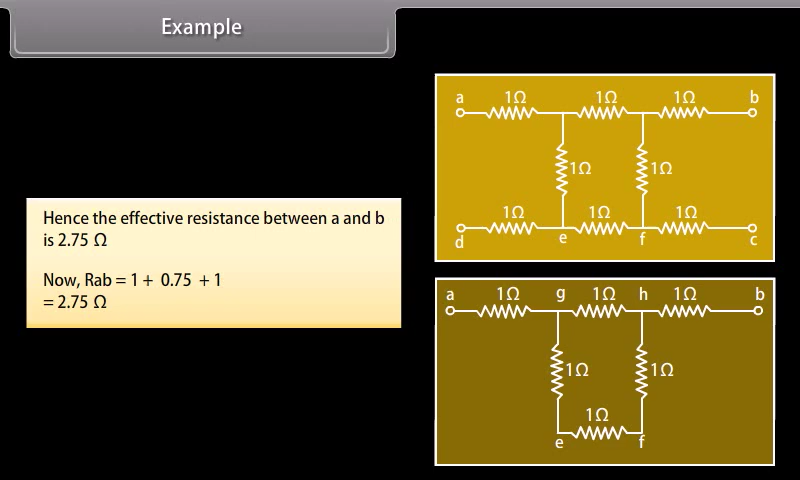 Example
Hence the effective resistance between a and b
is 2.75 Ω
Now, Rab = 1 + 0.75 + 1
= 2.75 Ω
a 1Ω 1Ω 1Ω b
1Ω 1Ω
1Ω 1Ω 1Ω
d e f c
a 1Ω g 1Ω h 1Ω b
1Ω 1Ω
1Ω
e f